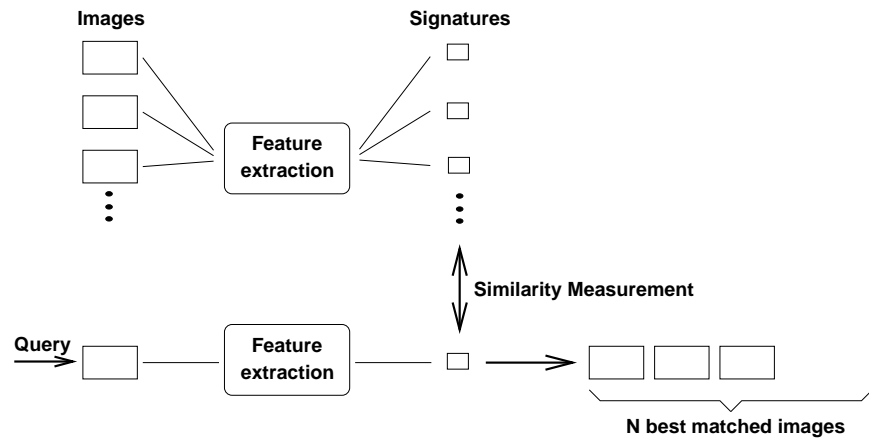 Images
Signatures
Feature
extraction
Similarity Measurement
Query
Feature
extraction
N best matched images